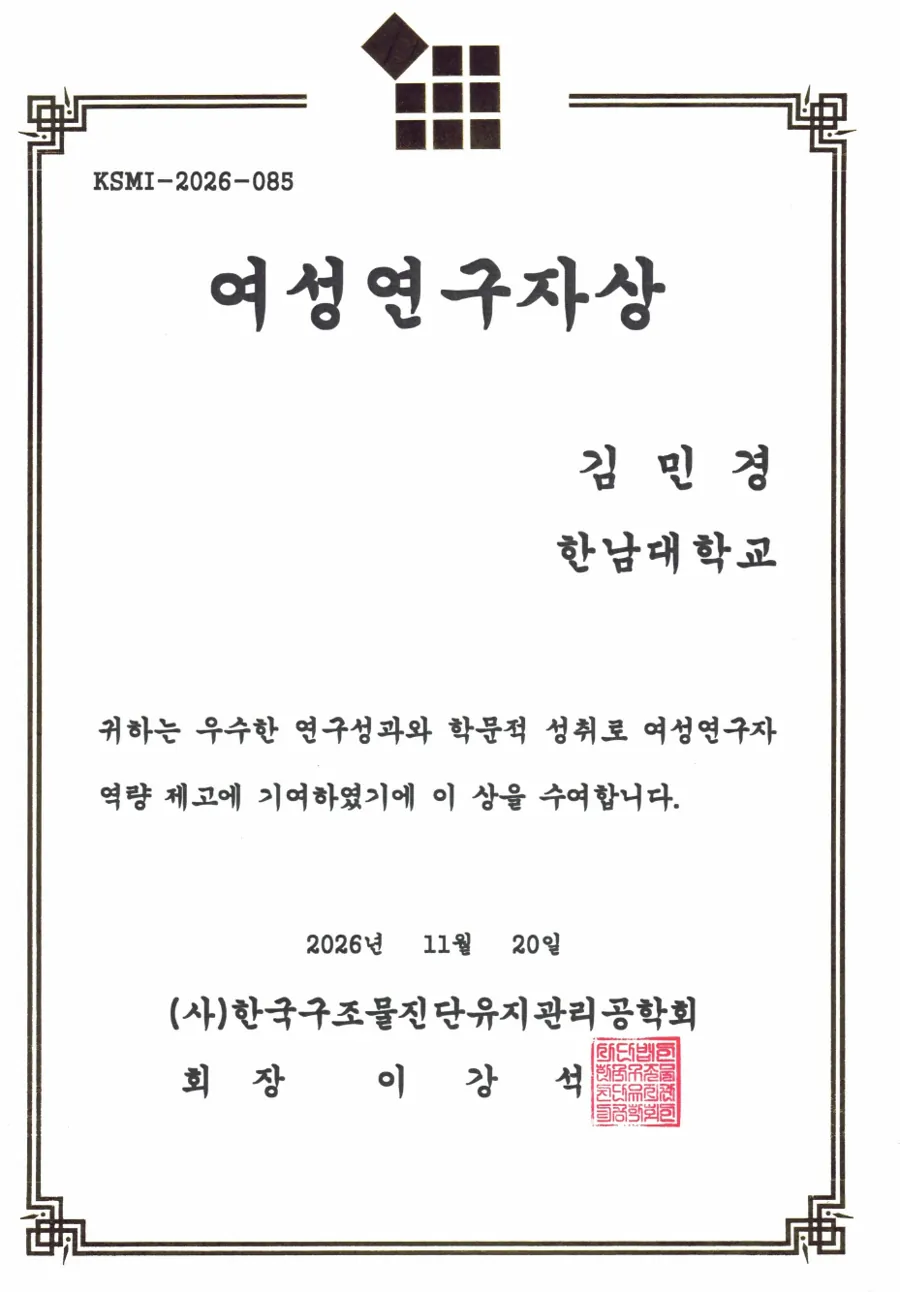 KSMI-2026-085
여성연구자상
김 민 경
한남대학교
귀하는 우수한 연구성과와 학문적 성취로 여성연구자
역량 제고에 기여하였기에 이 상을 수여합니다.
2026년 11월 20일
(사)한국구조물진단유지관리공학회
회 장 이 강 석